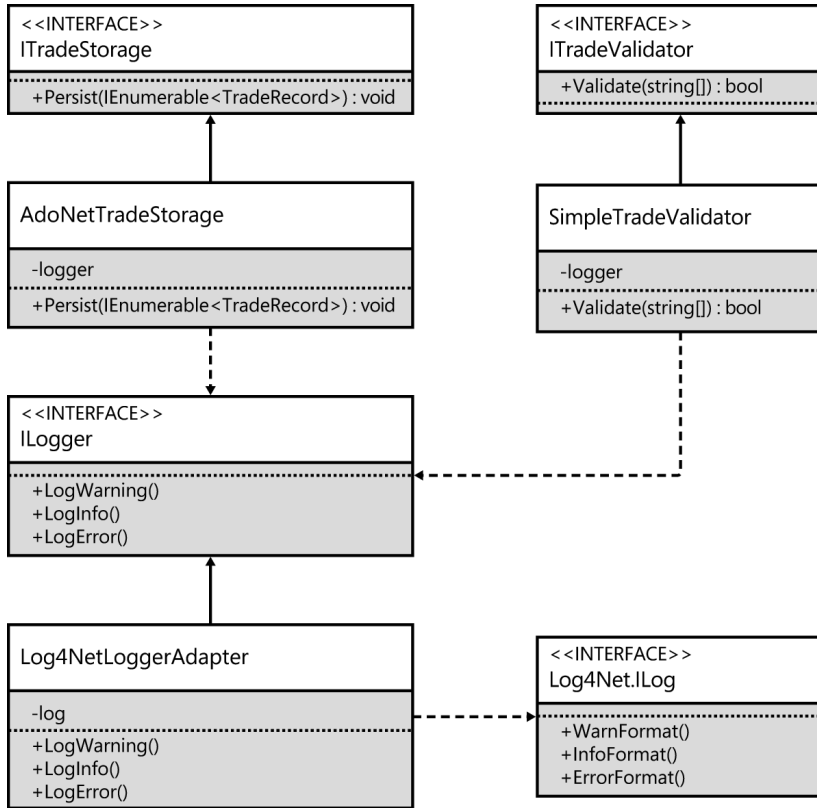 <<INTERFACE>>
ITradeStorage
+Persist(IEnumerable<TradeRecord>) : void
<<INTERFACE>>
ITradeValidator
+Validate(string[]) : bool
AdoNetTradeStorage
-logger
+Persist(IEnumerable<TradeRecord>) : void
SimpleTradeValidator
-logger
+Validate(string[]) : bool
<<INTERFACE>>
ILogger
+LogWarning()
+LogInfo()
+LogError()
Log4NetLoggerAdapter
-log
+LogWarning()
+LogInfo()
+LogError()
<<INTERFACE>>
Log4Net.ILog
+WarnFormat()
+InfoFormat()
+ErrorFormat()